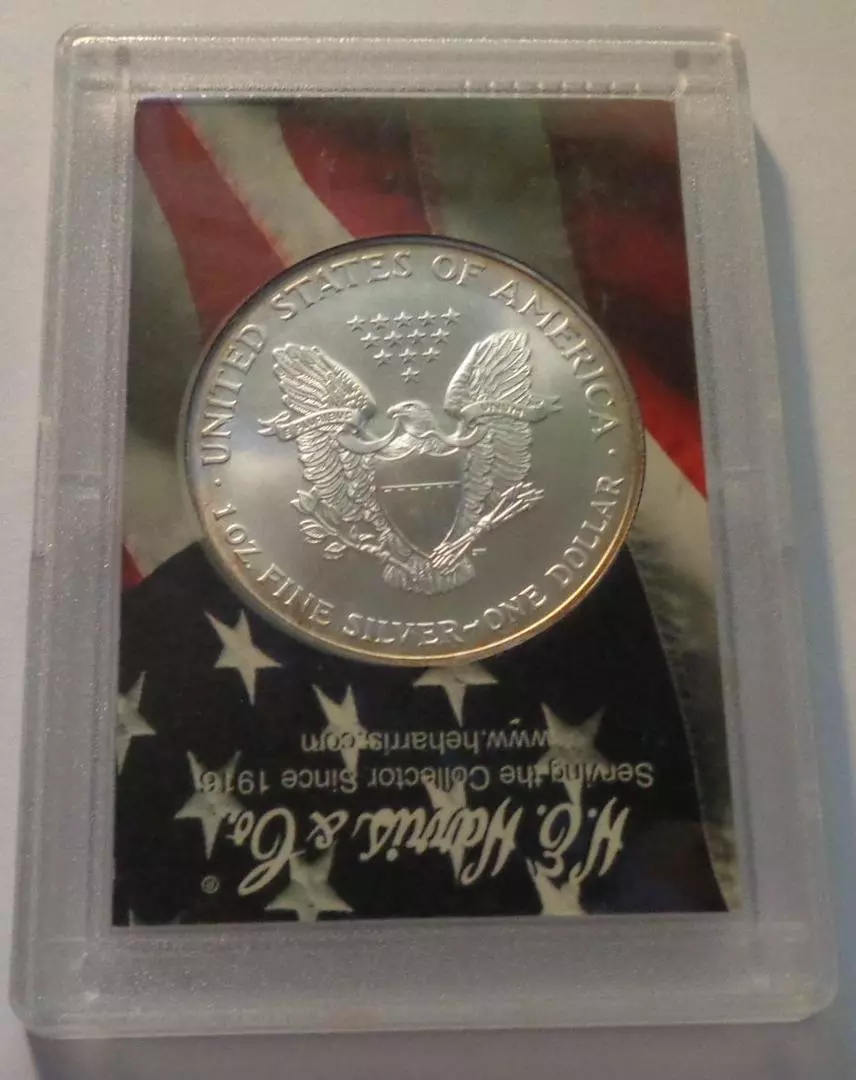 UNITED STATES OF AMERICA
1 OZ. FINE SILVER~ONE DOLLAR
H.E. Harris & Co.®
Serving the Collector Since 1916
www.heharris.com